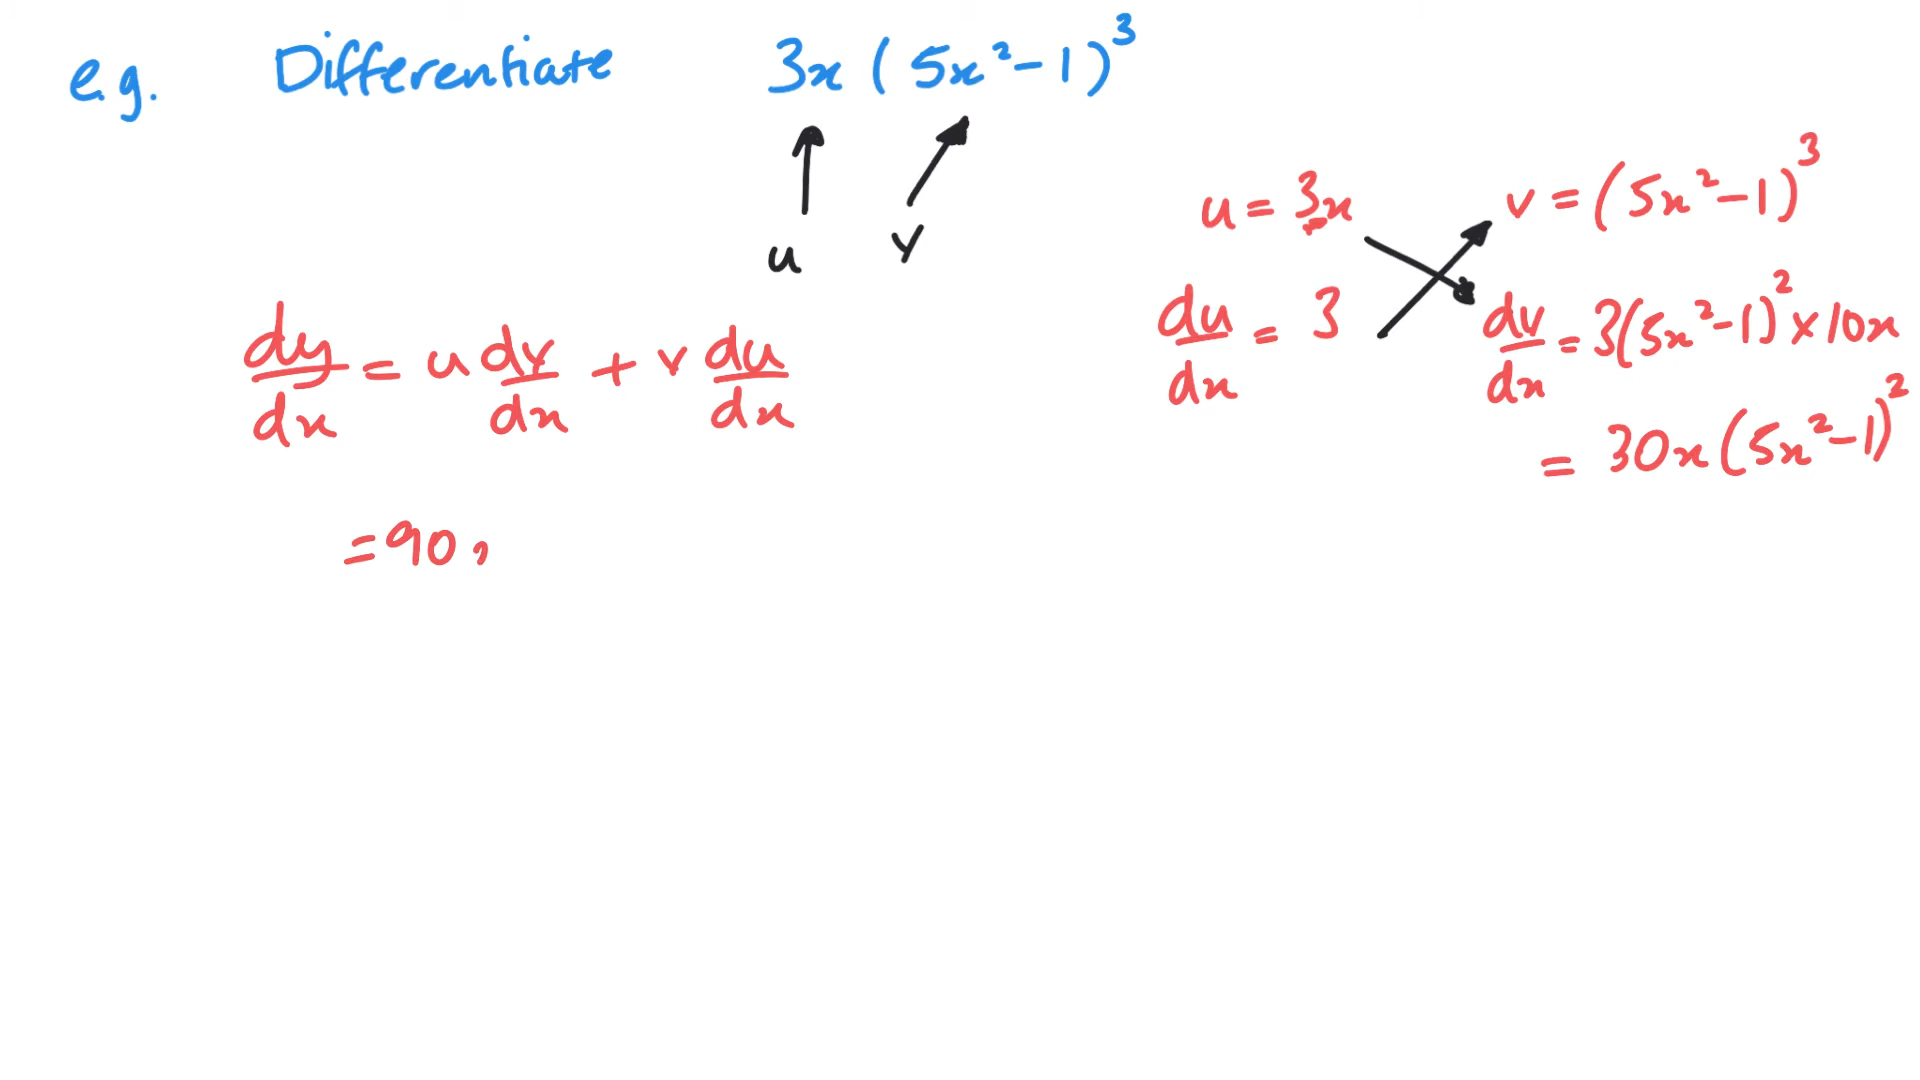 e.g. Differentiate 3x(5x²-1)³
u v
u = 3x v = (5x²-1)³
du/dx = 3 dv/dx = 3(5x²-1)² × 10x
= 30x(5x²-1)²
dy/dx = u dv/dx + v du/dx
= 90